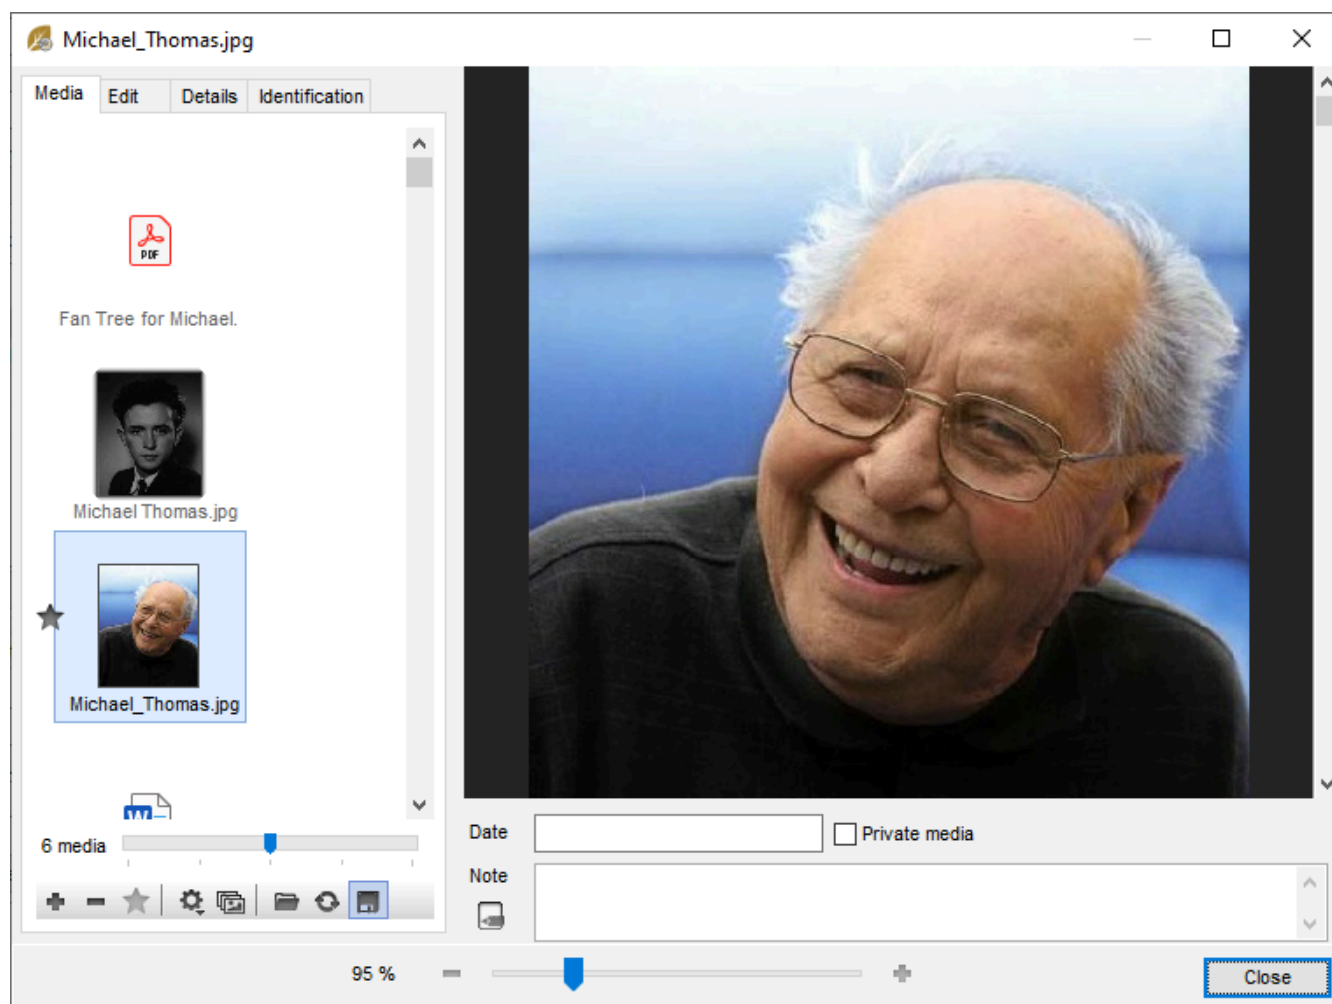 Michael_Thomas.jpg
Media Edit Details Identification
PDF
Fan Tree for Michael.
Michael Thomas.jpg
Michael_Thomas.jpg
W
6 media
Date
Private media
Note
95 %
Close